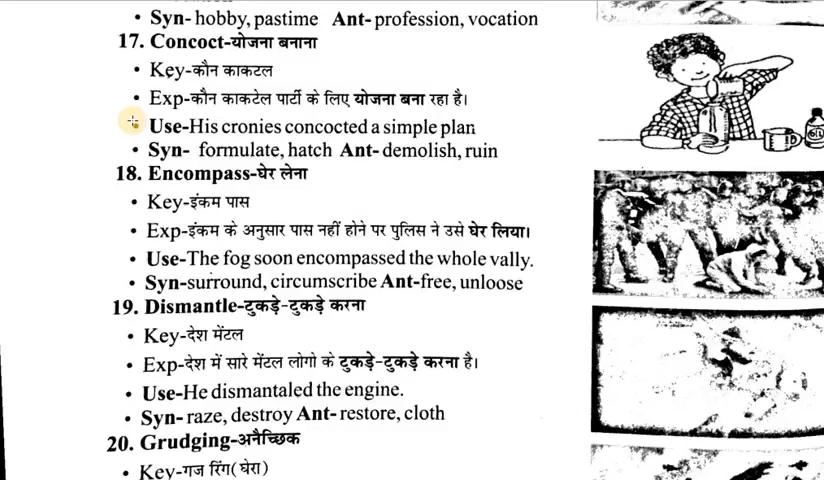 • Syn- hobby, pastime Ant- profession, vocation
17. Concoct-योजना बनाना
• Key-कौन काकटल
• Exp-कौन काकटेल पार्टी के लिए योजना बना रहा है।
Use-His cronies concocted a simple plan
• Syn- formulate, hatch Ant- demolish, ruin
18. Encompass-घेर लेना
• Key-इंकम पास
• Exp-इंकम के अनुसार पास नहीं होने पर पुलिस ने उसे घेर लिया।
• Use-The fog soon encompassed the whole vally.
• Syn-surround, circumscribe Ant-free, unloose
19. Dismantle-टुकड़े-टुकड़े करना
• Key-देश मेंटल
• Exp-देश में सारे मेंटल लोगो के टुकड़े-टुकड़े करना है।
• Use-He dismantaled the engine.
• Syn- raze, destroy Ant- restore, cloth
20. Grudging-अनैच्छिक
• Key-गज रिंग(घेरा)